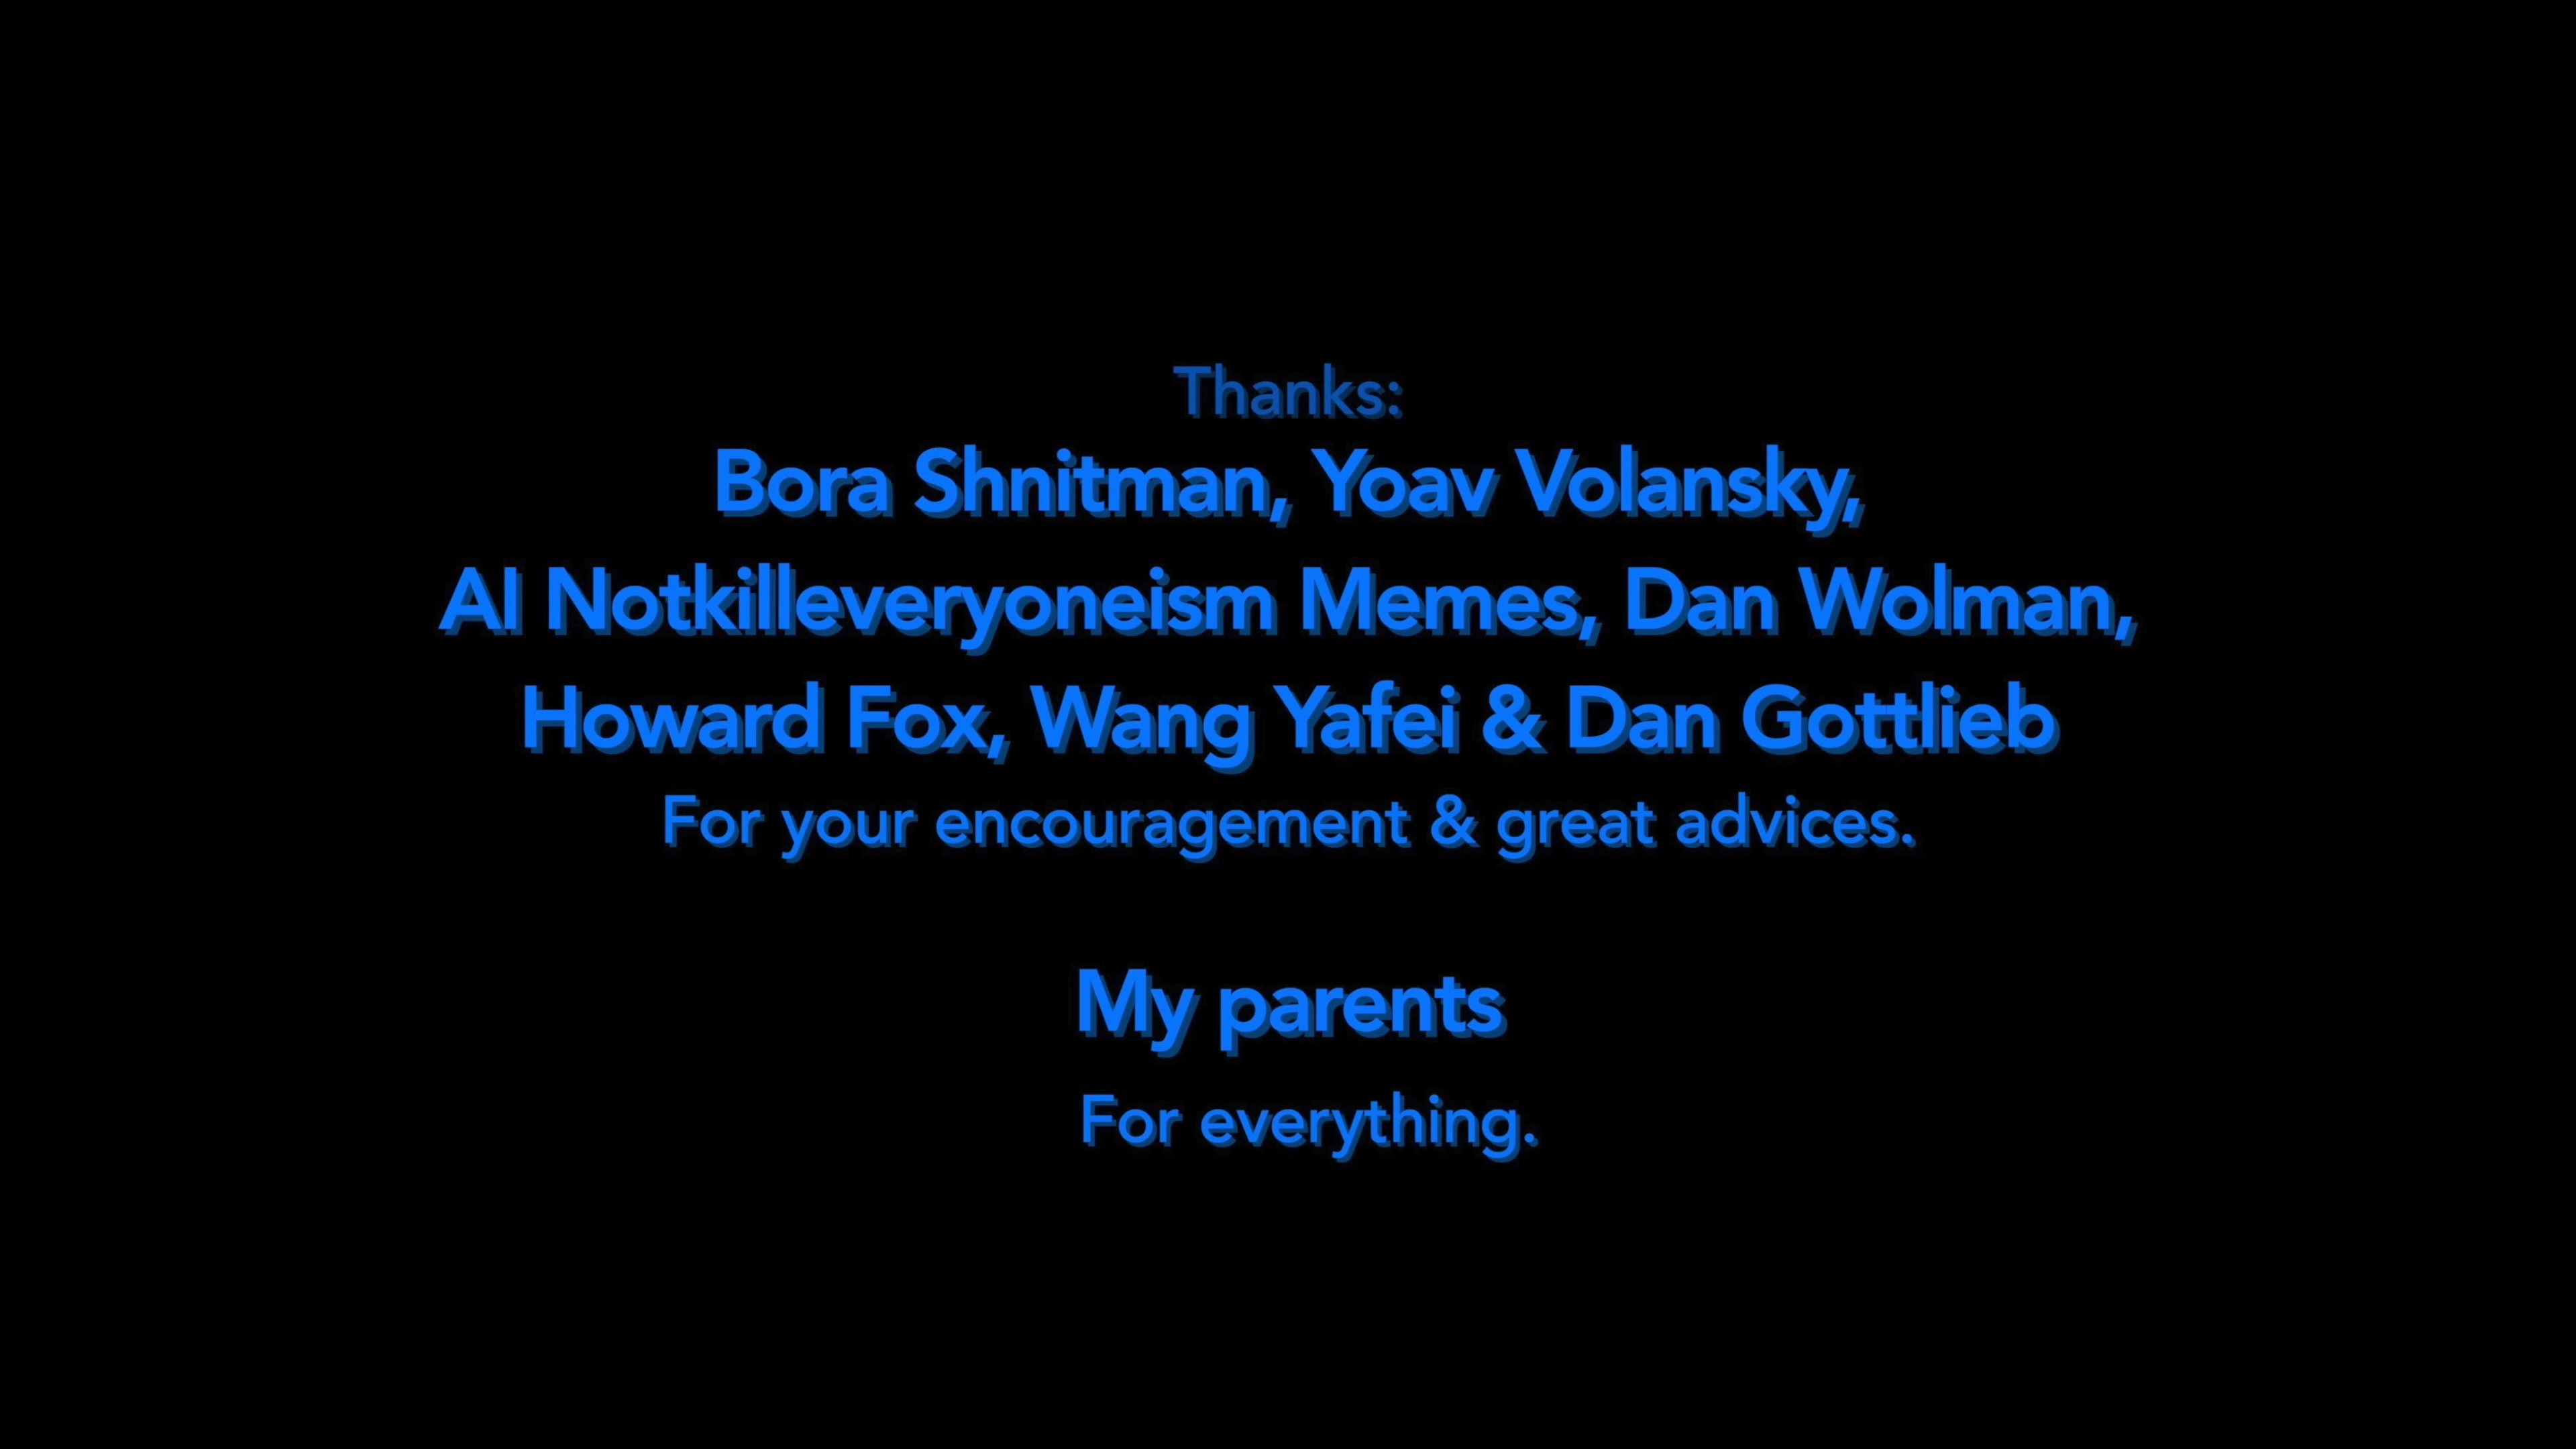 Thanks:
Bora Shnitman, Yoav Volansky,
AI Notkilleveryoneism Memes, Dan Wolman,
Howard Fox, Wang Yafei & Dan Gottlieb
For your encouragement & great advices.
My parents
For everything.